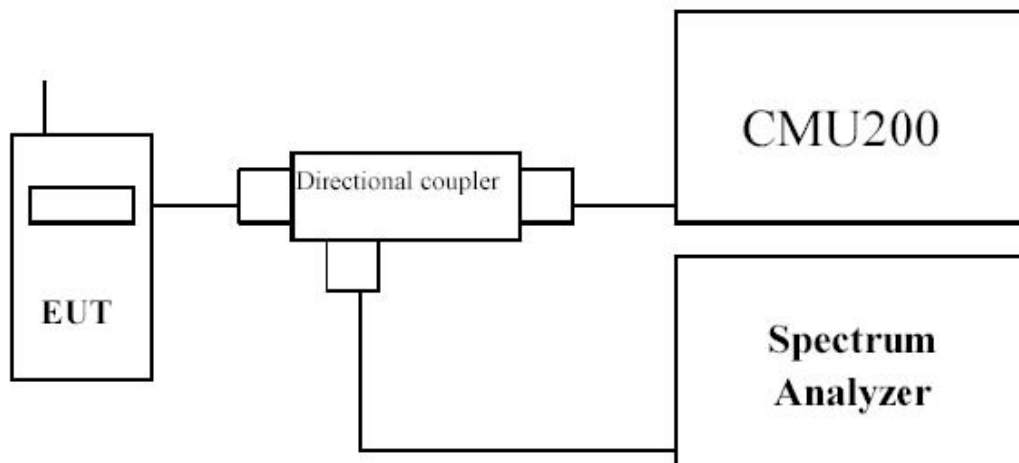 CMU200
Directional coupler
EUT
Spectrum
Analyzer